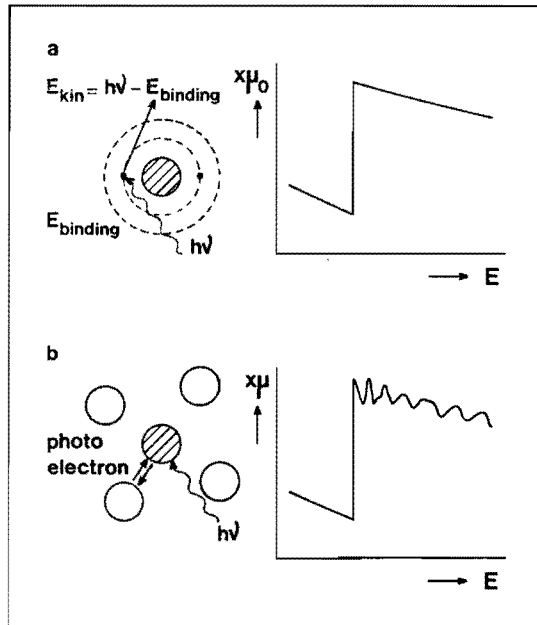 a
E_kin = hν – E_binding
E_binding
hν
xμ₀
E
b
photo
electron
hν
xμ
E